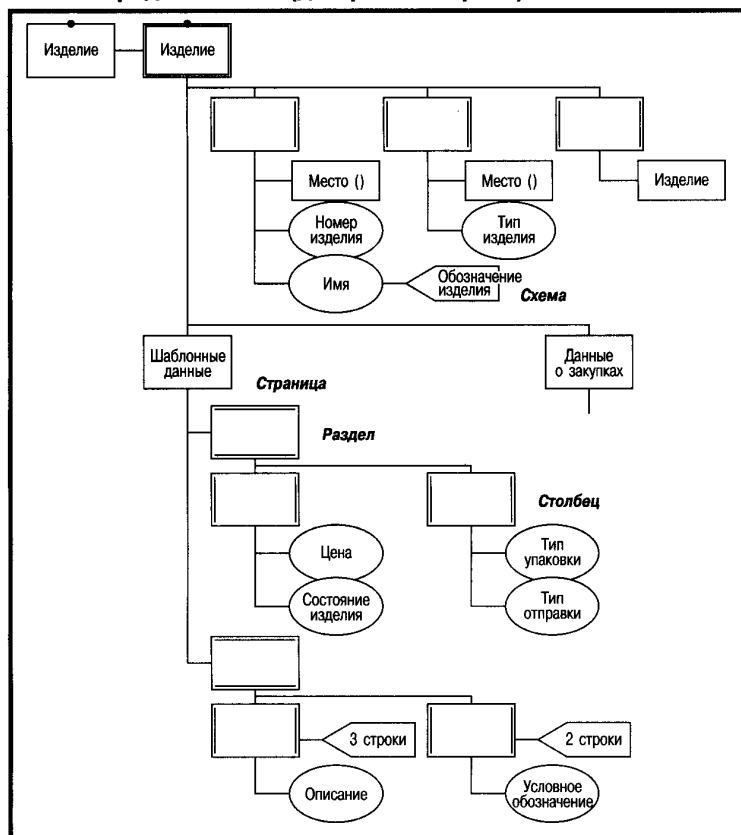 Изделие
Изделие
Место ()
Место ()
Изделие
Номер
изделия
Тип
изделия
Имя
Обозначение
изделия
Схема
Шаблонные
данные
Данные
о закупках
Страница
Раздел
Столбец
Цена
Тип
упаковки
Состояние
изделия
Тип
отправки
3 строки
2 строки
Описание
Условное
обозначение